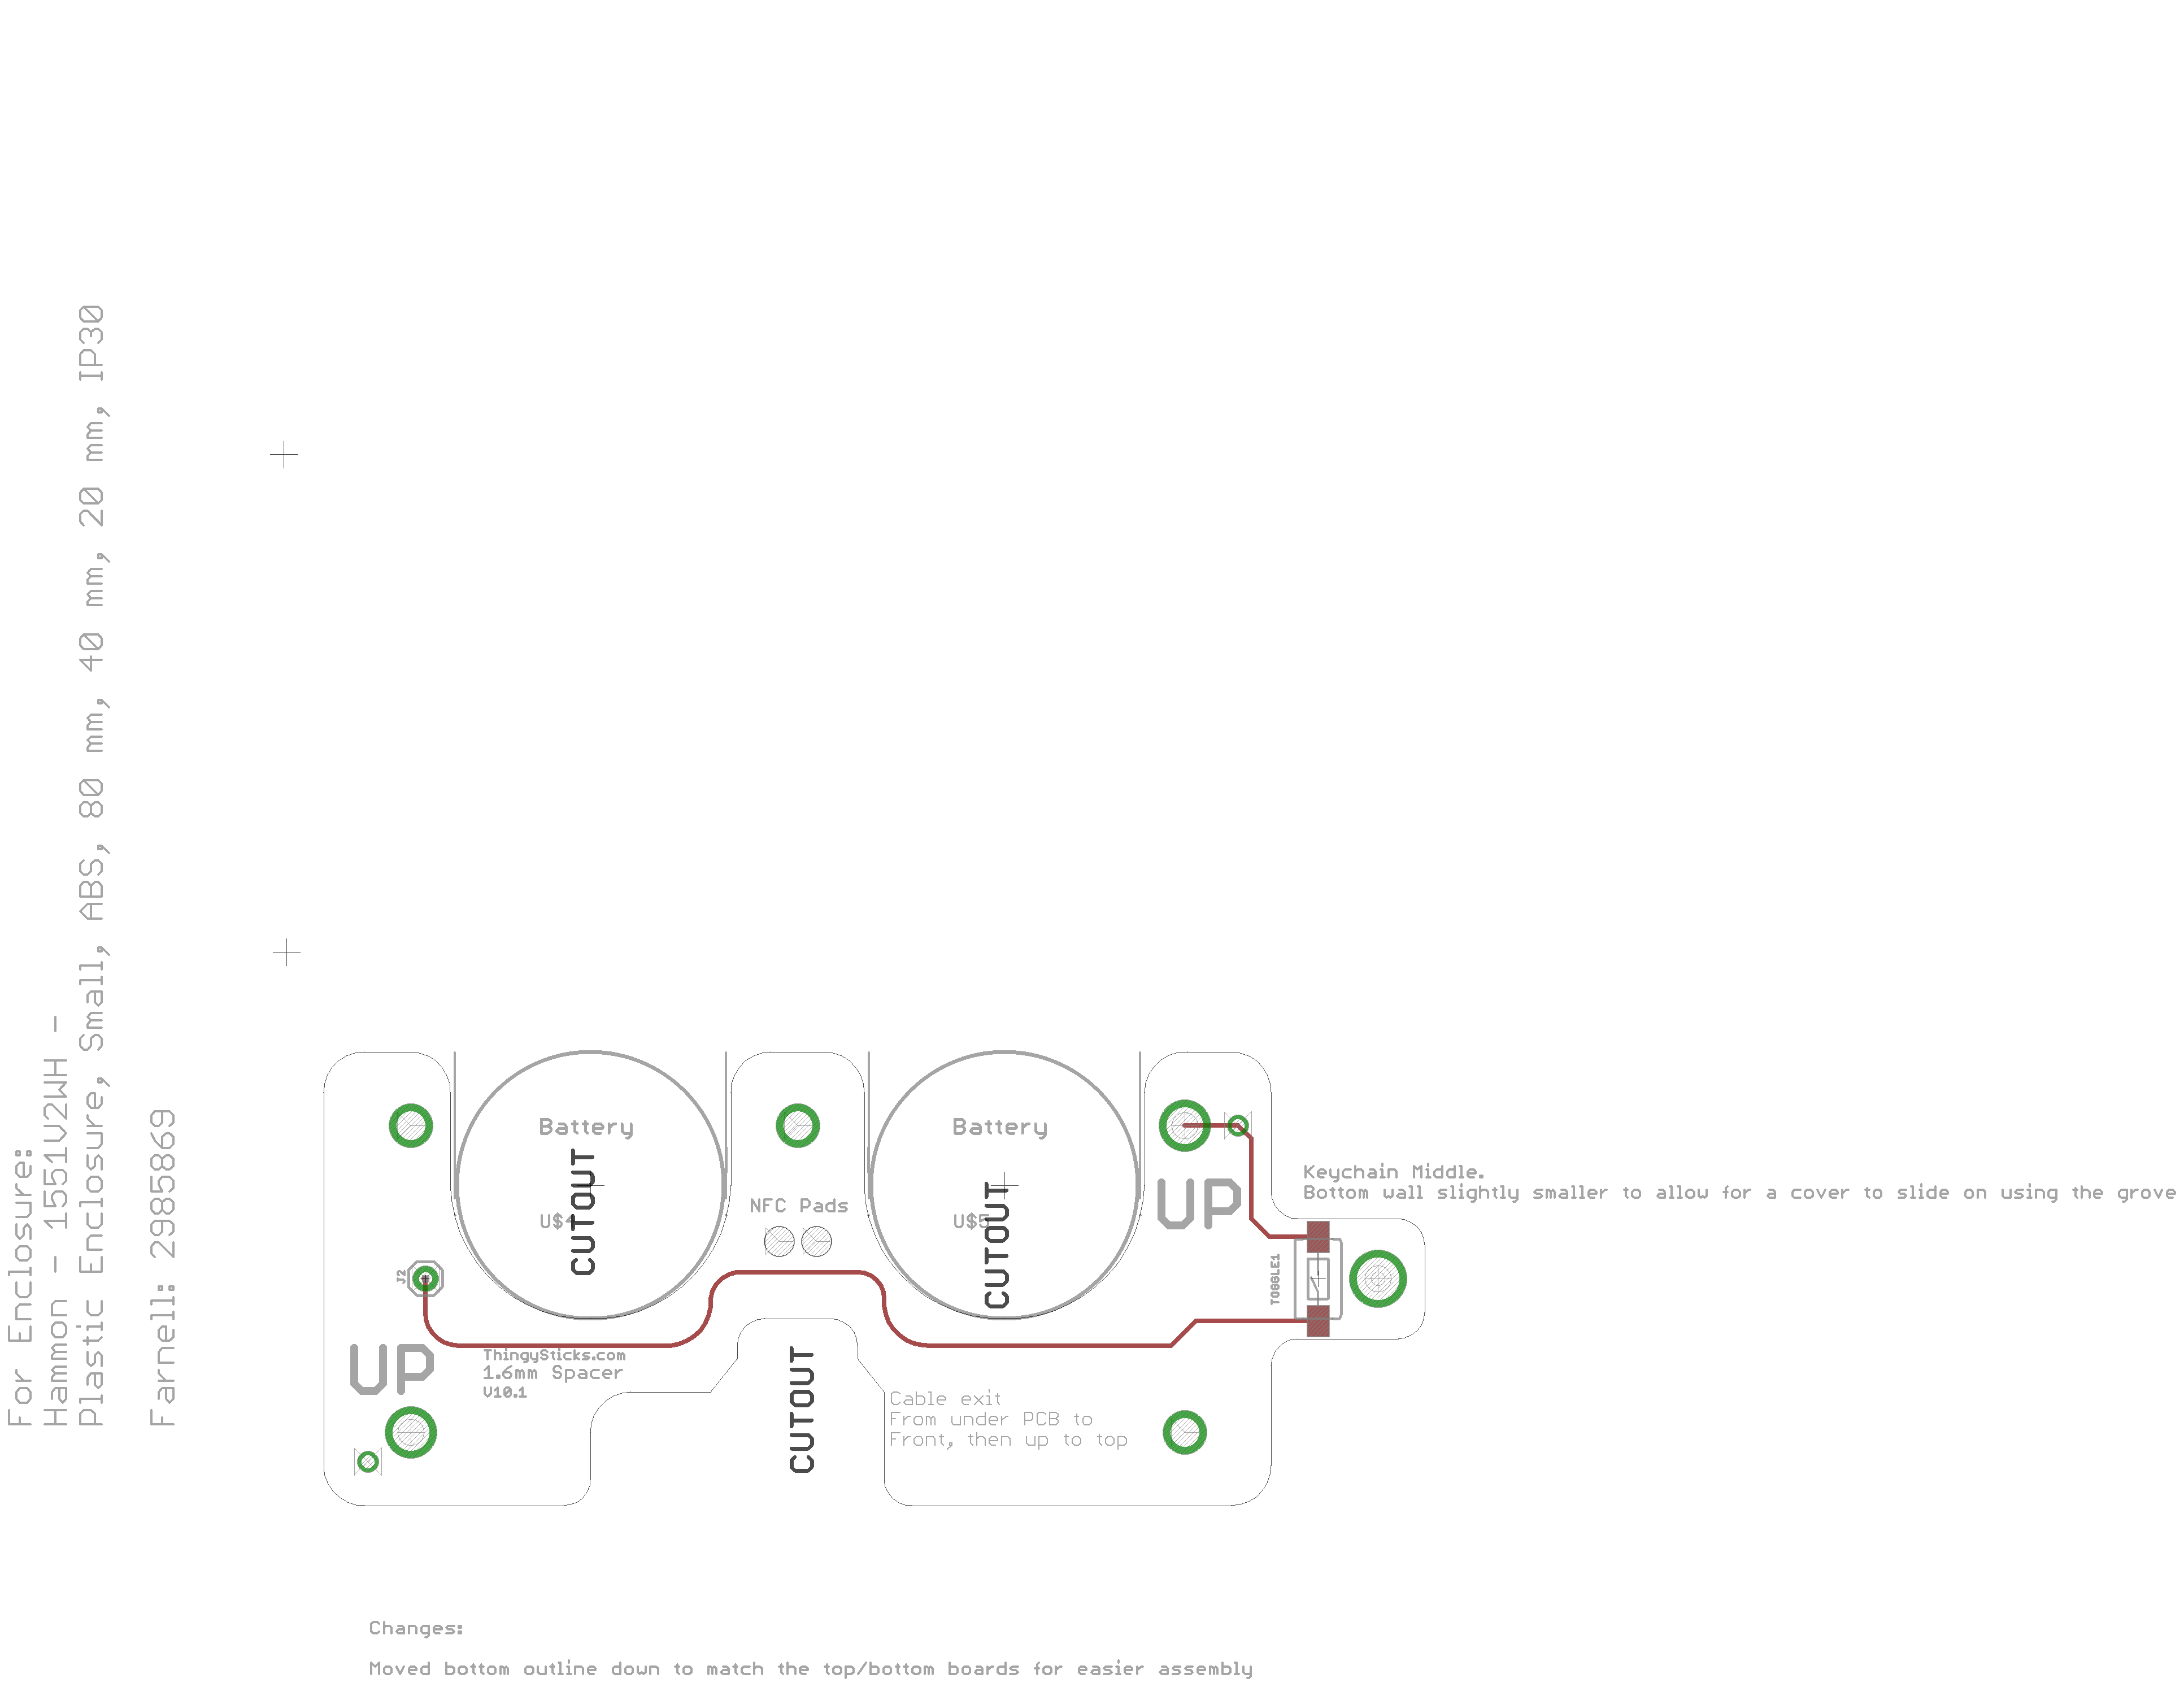 For Enclosure:
Hammon - 1551V2WH -
Plastic Enclosure, Small, ABS, 80 mm, 40 mm, 20 mm, IP30
Farnell: 2985869
Battery
Battery
CUTOUT
U$4
NFC Pads
CUTOUT
U$5
UP
Keychain Middle.
Bottom wall slightly smaller to allow for a cover to slide on using the grove
J2
TOGGLE1
UP
ThingySticks.com
1.6mm Spacer
V10.1
CUTOUT
Cable exit
From under PCB to
Front, then up to top
Changes:
Moved bottom outline down to match the top/bottom boards for easier assembly